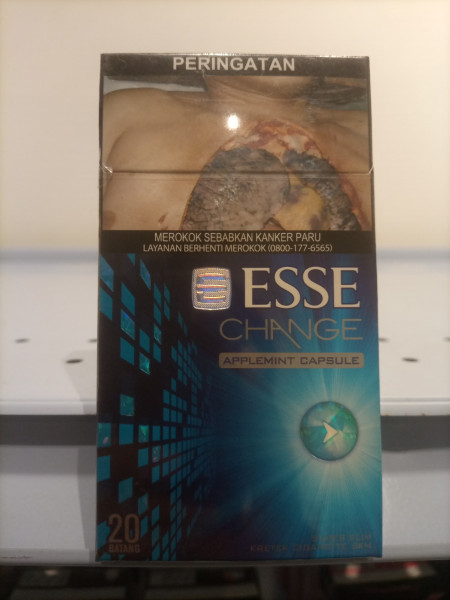 PERINGATAN
MEROKOK SEBABKAN KANKER PARU
LAYANAN BERHENTI MEROKOK (0800-177-6565)
ESSE
CHANGE
APPLEMINT CAPSULE
20
BATANG